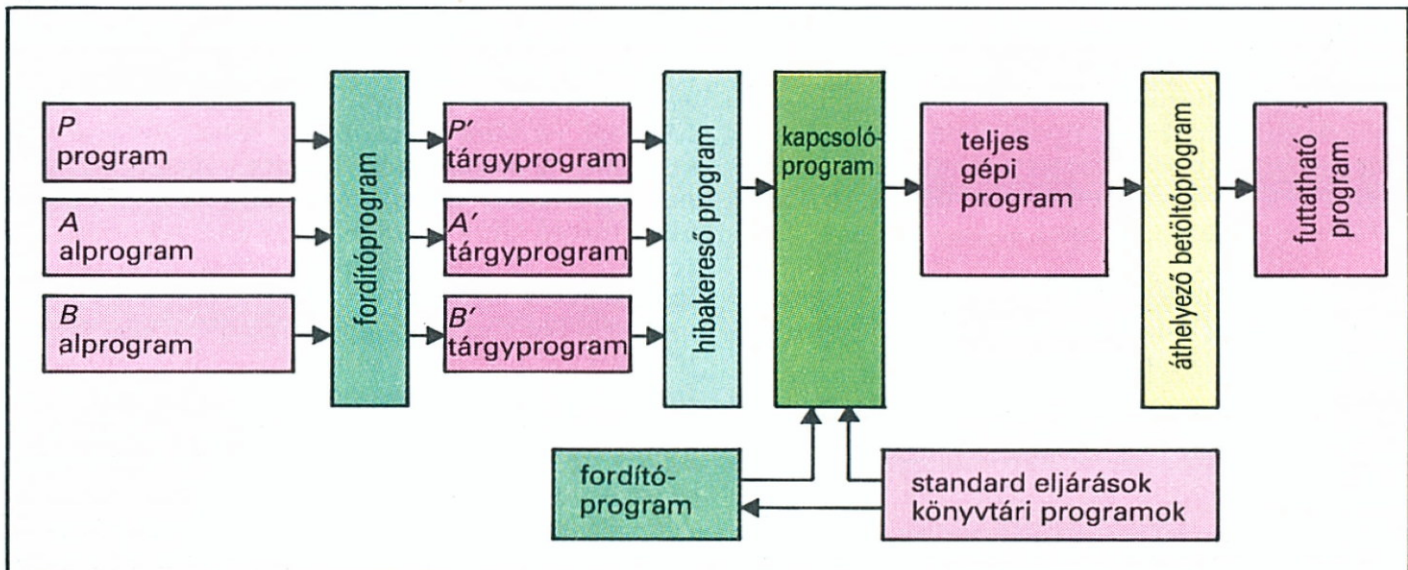 P
program
A
alprogram
B
alprogram
fordítóprogram
P'
tárgyprogram
A'
tárgyprogram
B'
tárgyprogram
hibakereső program
kapcsoló-
program
teljes
gépi
program
áthelyező betöltőprogram
futtatható
program
fordító-
program
standard eljárások
könyvtári programok